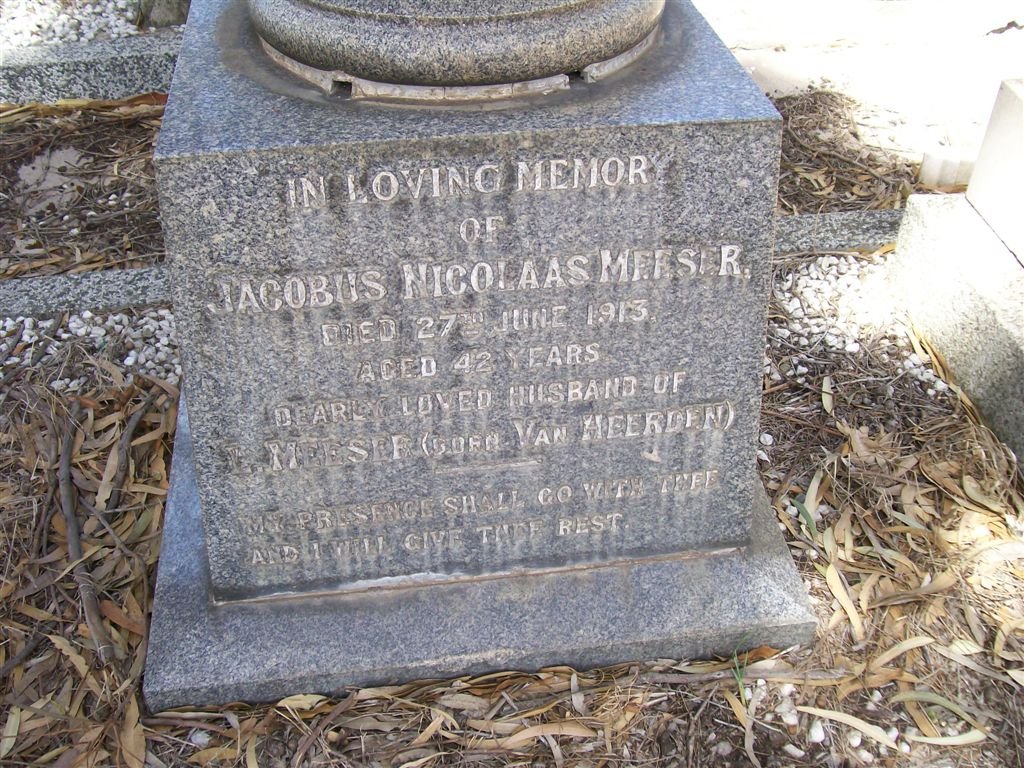 IN LOVING MEMORY
OF
JACOBUS NICOLAAS MEESER.
DIED 27TH JUNE 1913.
AGED 42 YEARS
DEARLY LOVED HUSBAND OF
MEESER (BORN VAN HEERDEN)
MY PRESENCE SHALL GO WITH THEE
AND I WILL GIVE THEE REST.